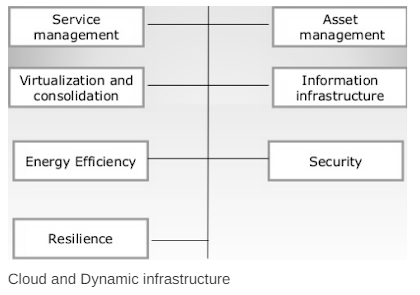 Service
management
Asset
management
Virtualization and
consolidation
Information
infrastructure
Energy Efficiency
Security
Resilience
Cloud and Dynamic infrastructure